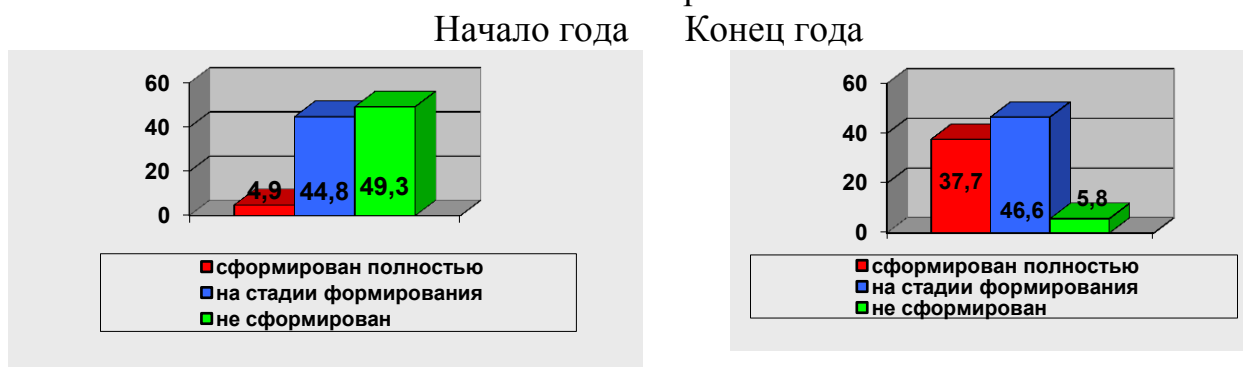 Начало года Конец года
60
40
20
0
4,9 44,8 49,3
сформирован полностью
на стадии формирования
не сформирован
60
40
20
0
37,7 46,6 5,8
сформирован полностью
на стадии формирования
не сформирован